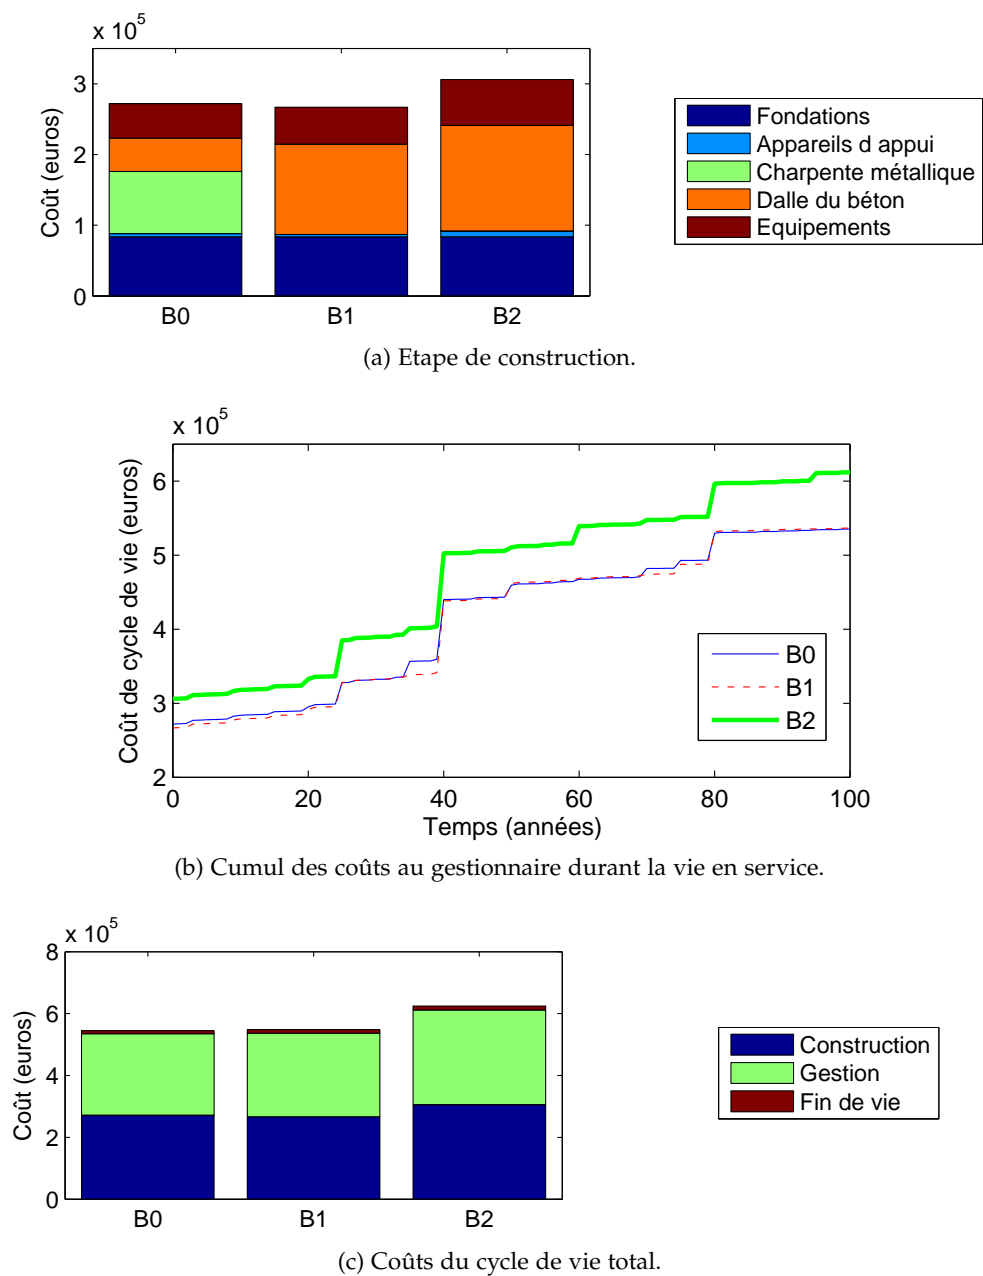 x 10^5
3
2
1
0
Coût (euros)
B0 B1 B2
Fondations
Appareils d appui
Charpente métallique
Dalle du béton
Equipements
(a) Etape de construction.
x 10^5
6
5
4
3
2
Coût de cycle de vie (euros)
0 20 40 60 80 100
Temps (années)
B0
B1
B2
(b) Cumul des coûts au gestionnaire durant la vie en service.
x 10^5
8
6
4
2
0
Coût (euros)
B0 B1 B2
Construction
Gestion
Fin de vie
(c) Coûts du cycle de vie total.